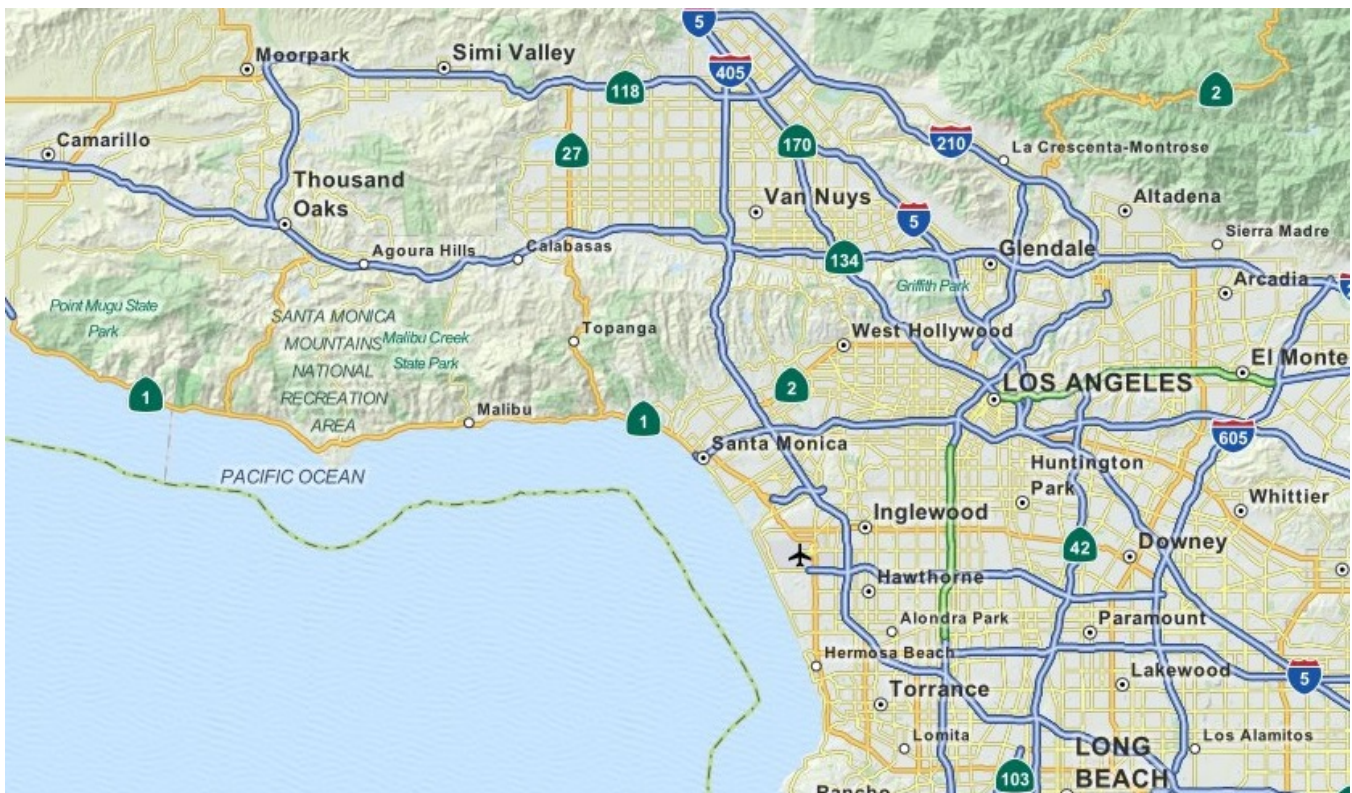 5
Moorpark
Simi Valley
405
118
2
Camarillo
27
170
210
La Crescenta-Montrose
Thousand
Oaks
Van Nuys
Altadena
5
Agoura Hills
Calabasas
134
Glendale
Sierra Madre
Point Mugu State
Park
Griffith Park
Arcadia
SANTA MONICA
MOUNTAINS
NATIONAL
RECREATION
AREA
Malibu Creek
State Park
Topanga
West Hollywood
El Monte
1
2
LOS ANGELES
Malibu
1
Santa Monica
605
PACIFIC OCEAN
Huntington
Park
Whittier
Inglewood
42
Downey
Hawthorne
Alondra Park
Paramount
Hermosa Beach
Lakewood
5
Torrance
Lomita
LONG
BEACH
Los Alamitos
103
Rancho